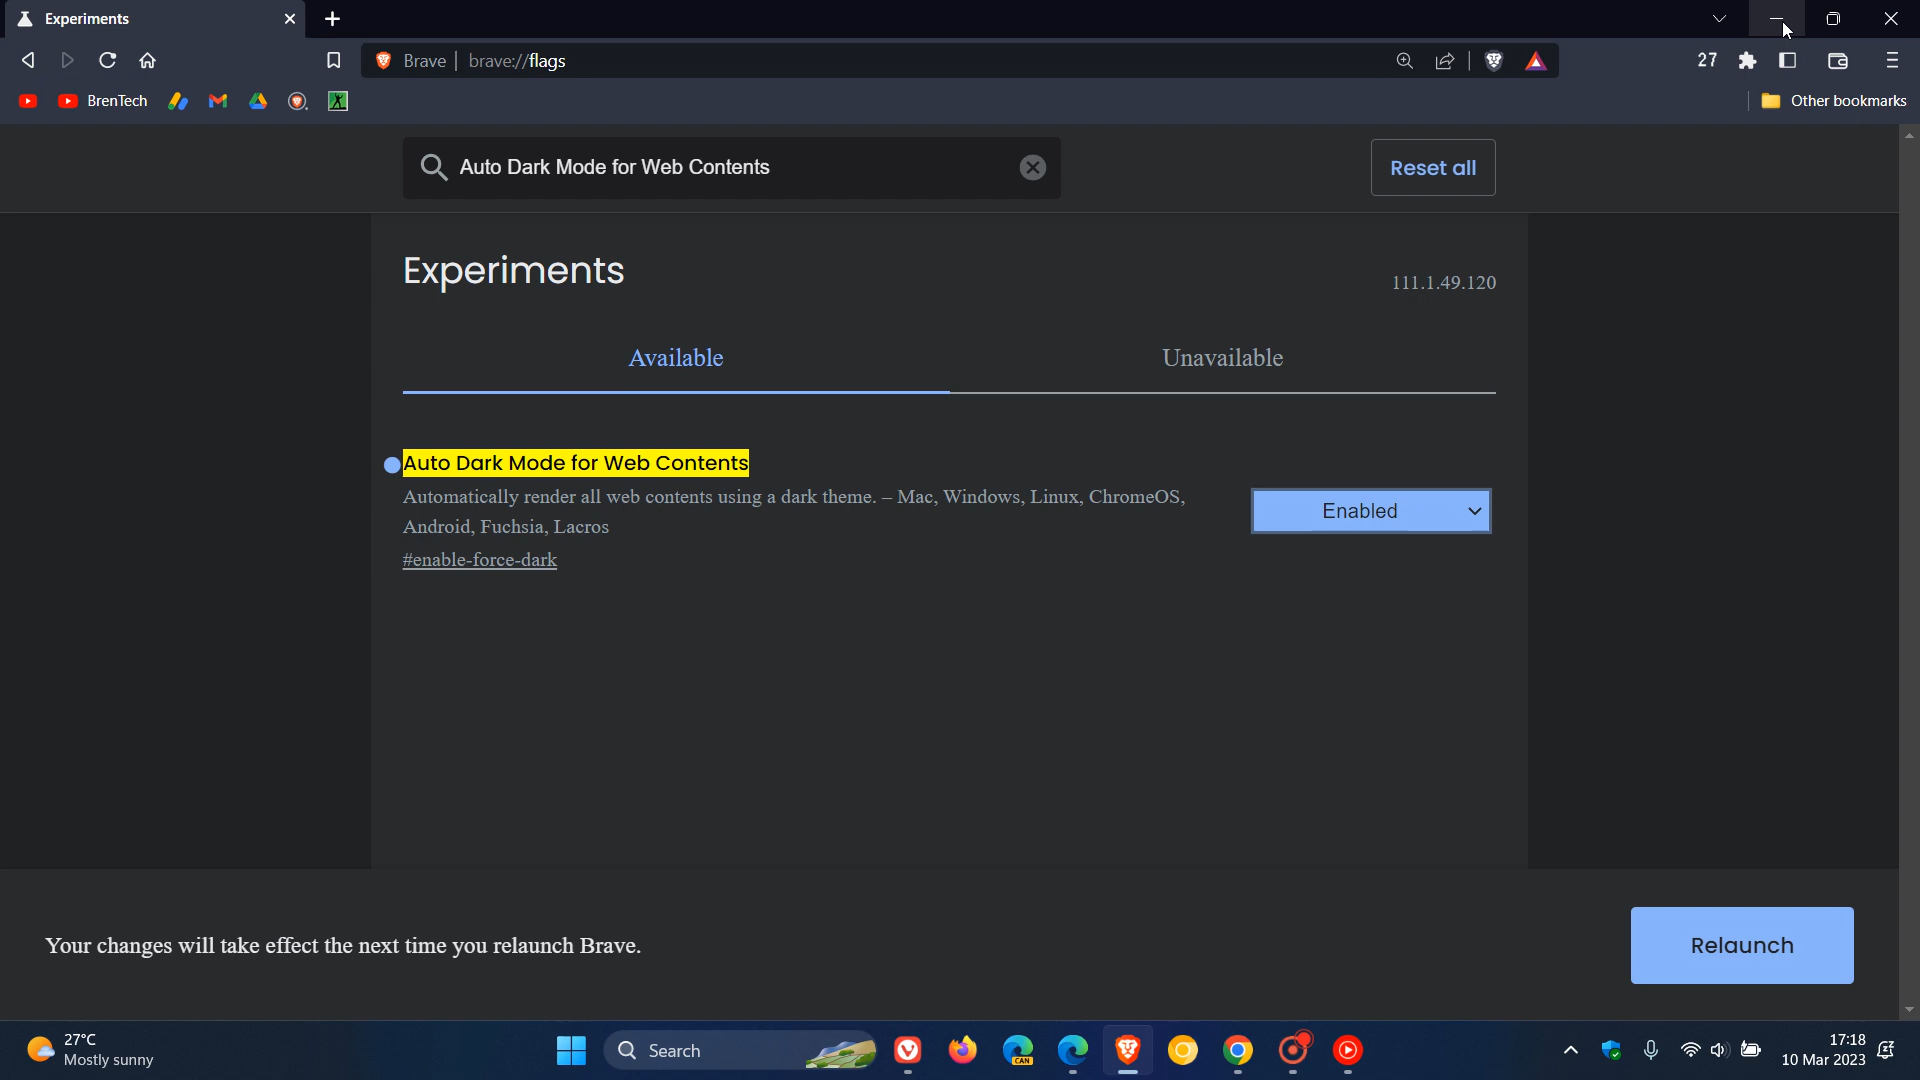 Experiments
Brave | brave://flags
27
BrenTech
Other bookmarks
Auto Dark Mode for Web Contents
Reset all
Experiments
111.1.49.120
Available
Unavailable
Auto Dark Mode for Web Contents
Automatically render all web contents using a dark theme. – Mac, Windows, Linux, ChromeOS,
Android, Fuchsia, Lacros
Enabled
#enable-force-dark
Your changes will take effect the next time you relaunch Brave.
Relaunch
27°C
Mostly sunny
Search
CAN
17:18
10 Mar 2023